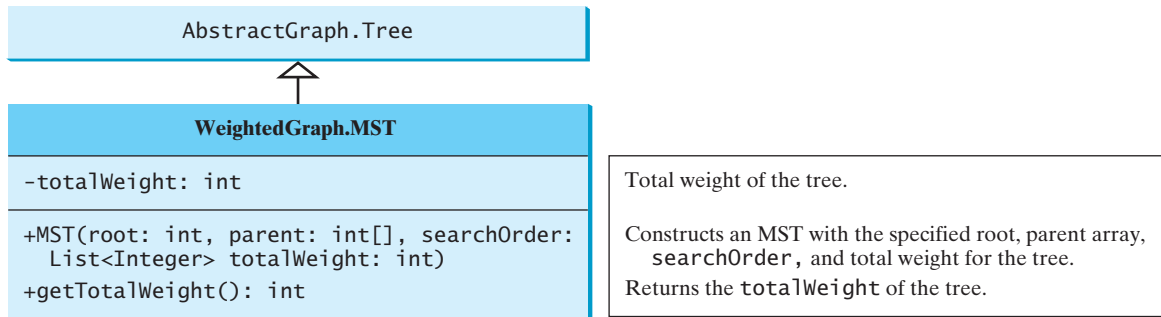 AbstractGraph.Tree
WeightedGraph.MST
-totalWeight: int
Total weight of the tree.
+MST(root: int, parent: int[], searchOrder:
List<Integer> totalWeight: int)
Constructs an MST with the specified root, parent array,
searchOrder, and total weight for the tree.
+getTotalWeight(): int
Returns the totalWeight of the tree.